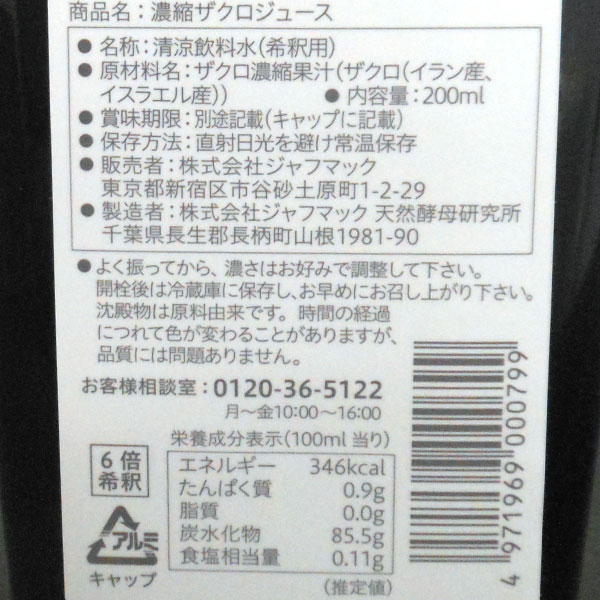 商品名：濃縮ザクロジュース
● 名称：清涼飲料水(希釈用)
● 原材料名：ザクロ濃縮果汁(ザクロ(イラン産、
イスラエル産)) ● 内容量：200ml
● 賞味期限：別途記載(キャップに記載)
● 保存方法：直射日光を避け常温保存
● 販売者：株式会社ジャフマック
東京都新宿区市谷砂土原町1-2-29
● 製造者：株式会社ジャフマック 天然酵母研究所
千葉県長生郡長柄町山根1981-90
● よく振ってから、濃さはお好みで調整して下さい。
開栓後は冷蔵庫に保存し、お早めにお召し上がり下さい。
沈殿物は原料由来です。時間の経過
につれて色が変わることがありますが、
品質には問題ありません。
お客様相談室：0120-36-5122
月〜金10:00〜16:00
栄養成分表示(100ml 当り)
エネルギー 346kcal
たんぱく質 0.9g
脂質 0.0g
炭水化物 85.5g
食塩相当量 0.11g
(推定値)
6 倍
希釈
アルミ
キャップ
4 971969 000799